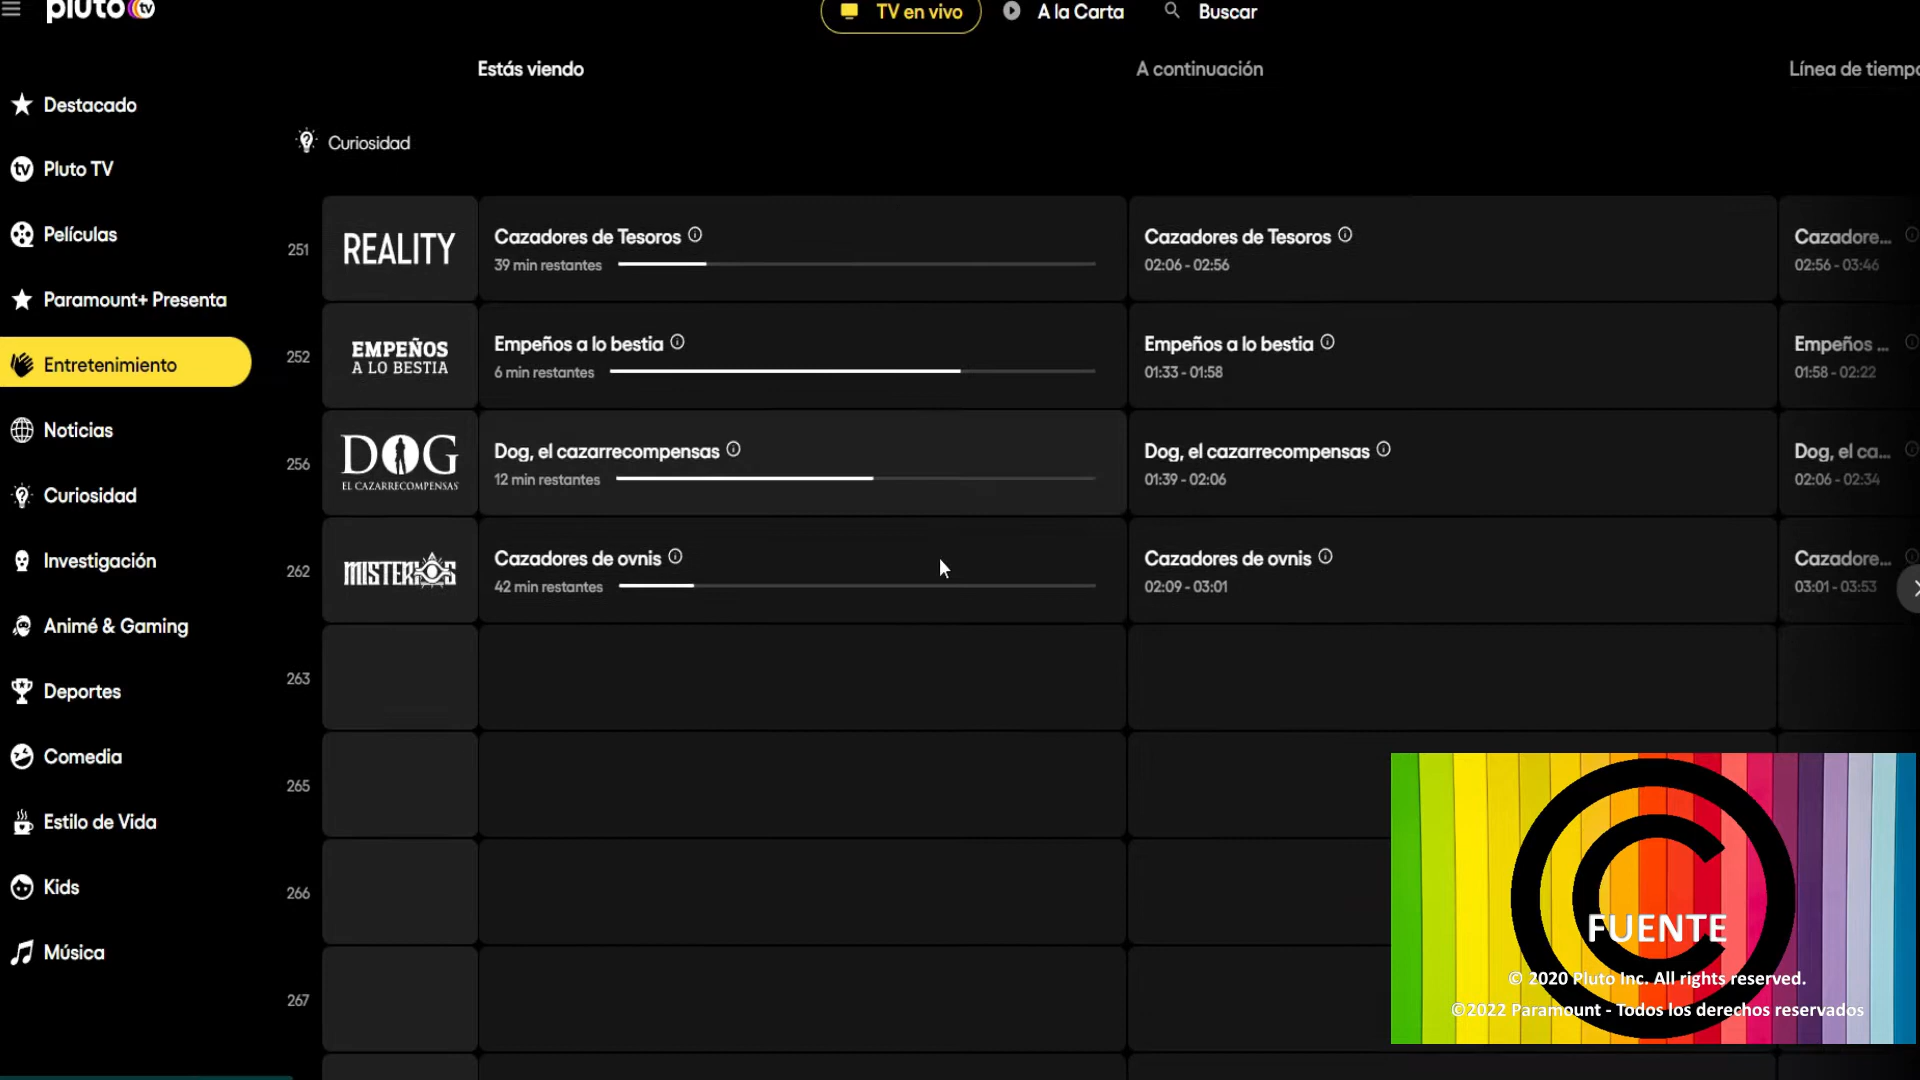 pluto tv
TV en vivo
A la Carta
Buscar
Estás viendo
A continuación
Línea de tiempo
Destacado
Pluto TV
Películas
Paramount+ Presenta
Entretenimiento
Noticias
Curiosidad
Investigación
Animé & Gaming
Deportes
Comedia
Estilo de Vida
Kids
Música
Curiosidad
251
REALITY
Cazadores de Tesoros
39 min restantes
Cazadores de Tesoros
02:06 - 02:56
Cazadore...
02:56 - 03:46
252
EMPEÑOS
A LO BESTIA
Empeños a lo bestia
6 min restantes
Empeños a lo bestia
01:33 - 01:58
Empeños ...
01:58 - 02:22
256
DOG
EL CAZARRECOMPENSAS
Dog, el cazarrecompensas
12 min restantes
Dog, el cazarrecompensas
01:39 - 02:06
Dog, el ca...
02:06 - 02:34
262
MISTERIOS
Cazadores de ovnis
42 min restantes
Cazadores de ovnis
02:09 - 03:01
Cazadore...
03:01 - 03:53
263
265
266
267
FUENTE
© 2020 Pluto Inc. All rights reserved.
©2022 Paramount - Todos los derechos reservados